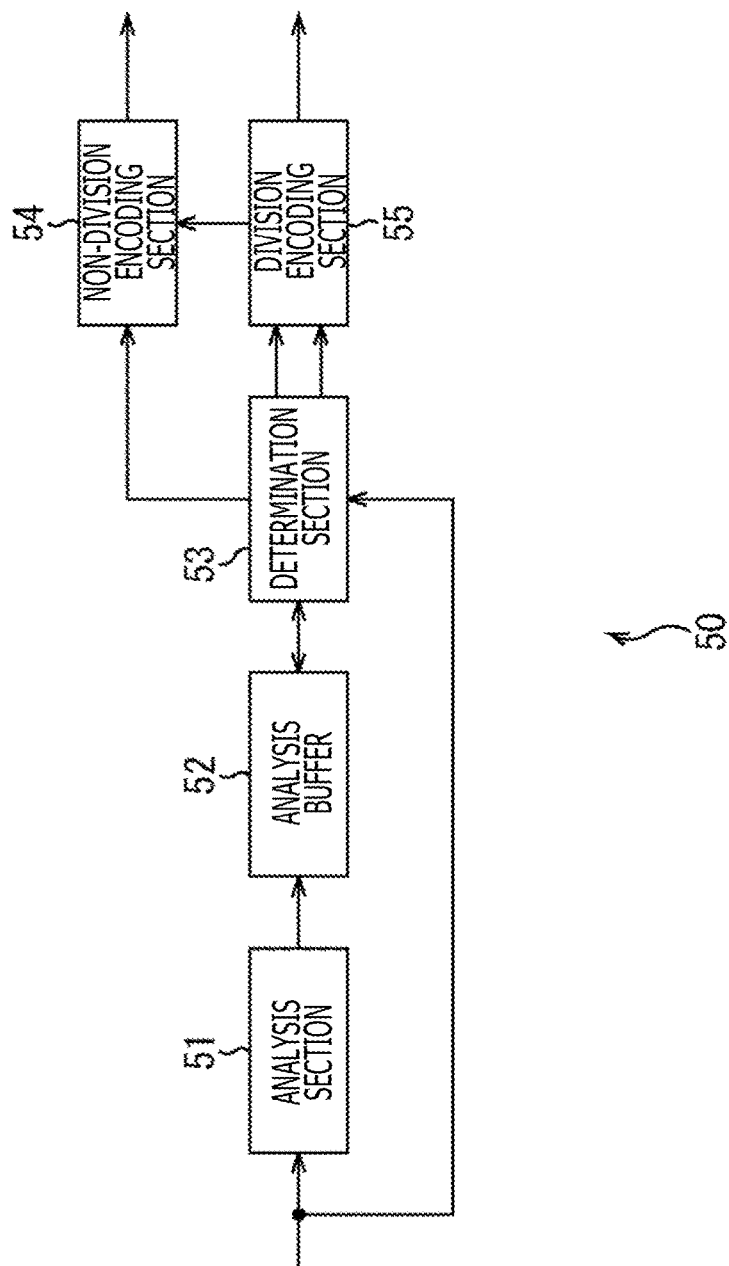 51
ANALYSIS
SECTION
52
ANALYSIS
BUFFER
53
DETERMINATION
SECTION
54
NON-DIVISION
ENCODING
SECTION
DIVISION
ENCODING
SECTION
55
50